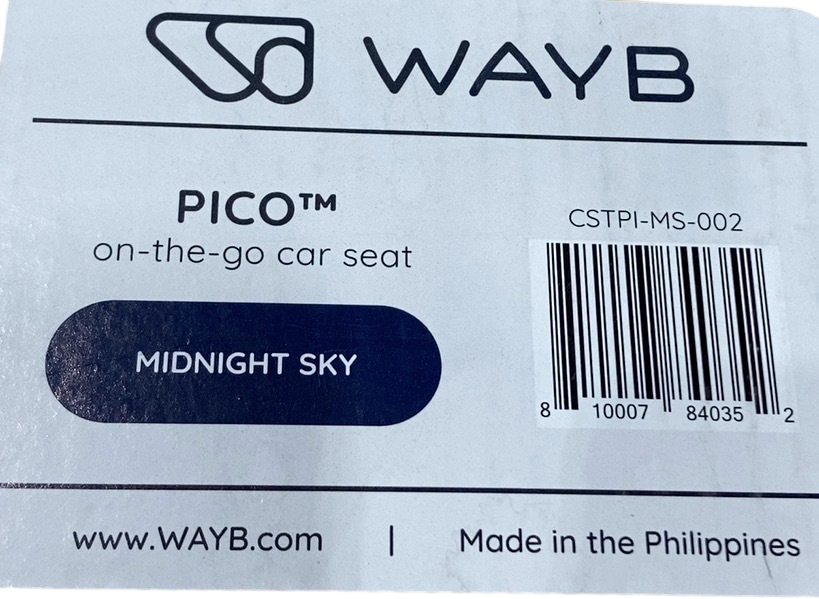 WAYB
PICO™
on-the-go car seat
MIDNIGHT SKY
CSTPI-MS-002
8 10007 84035 2
www.WAYB.com | Made in the Philippines